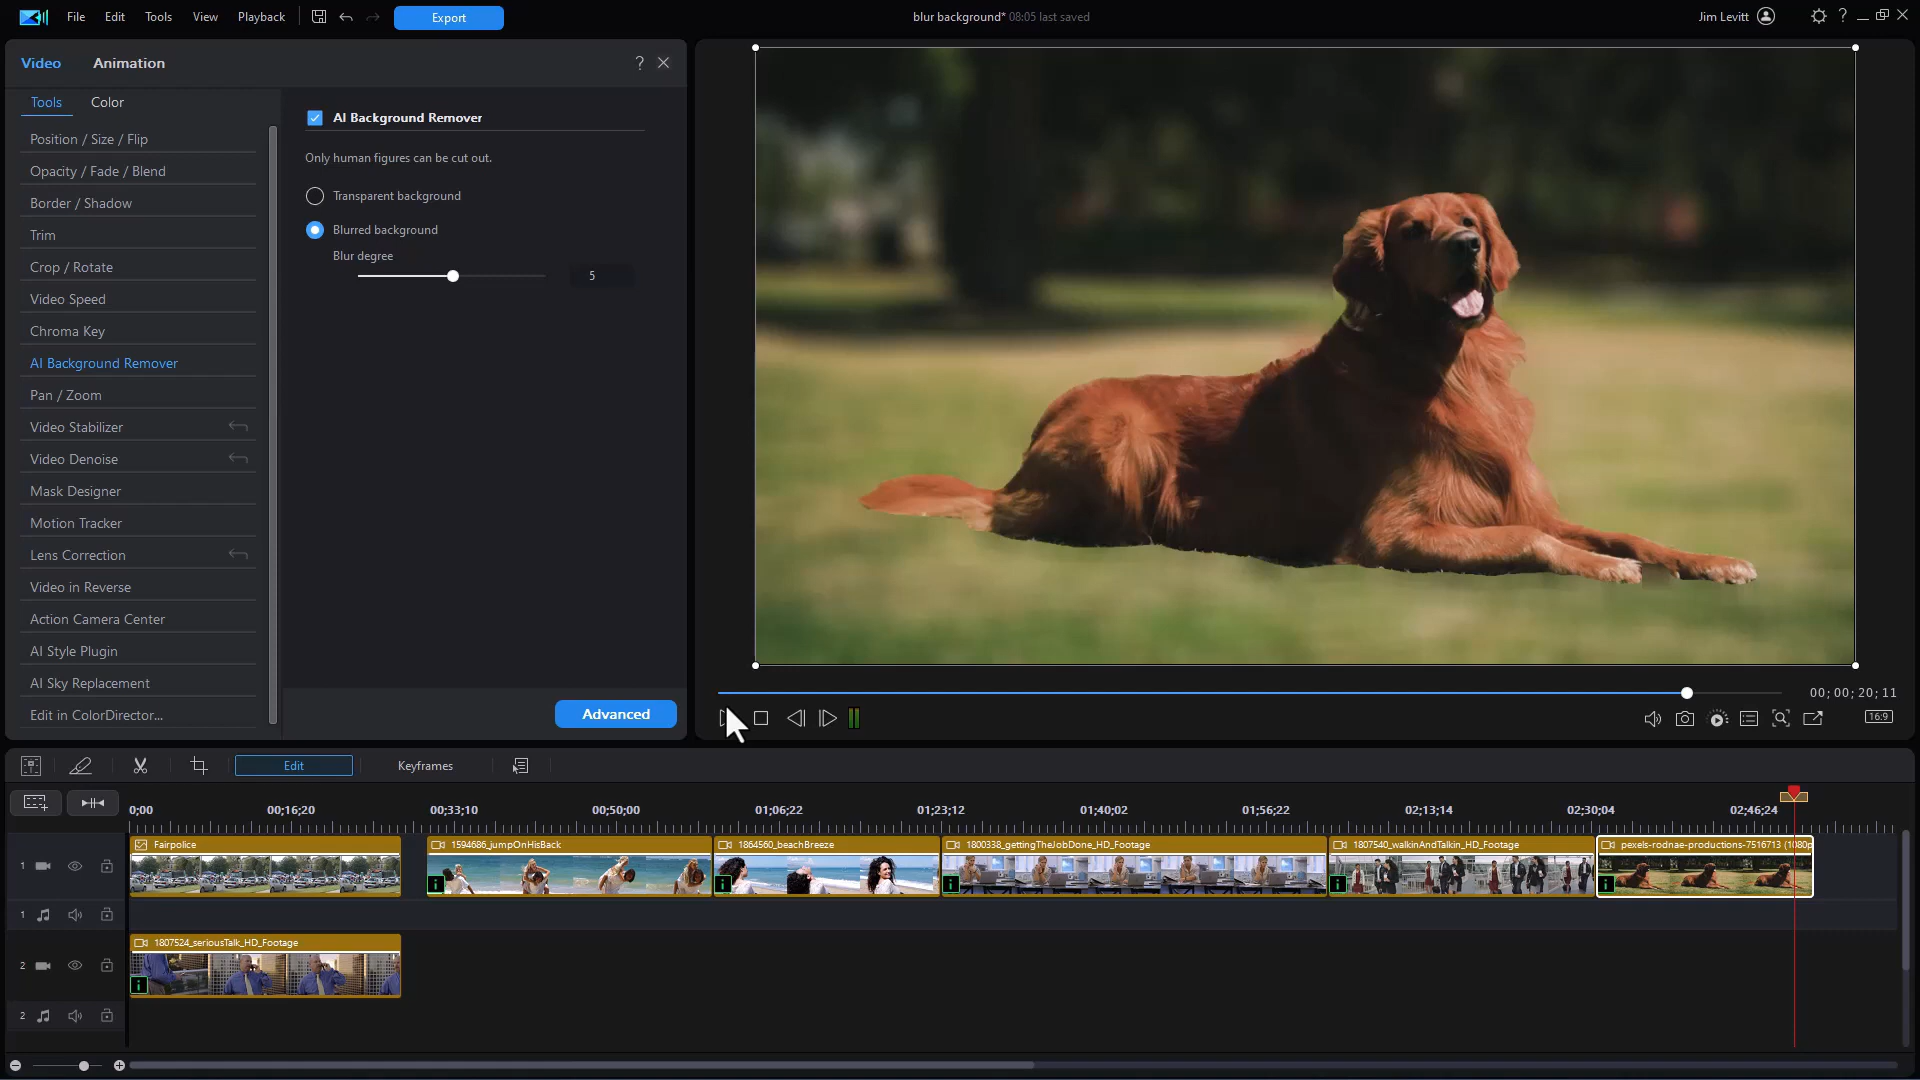 File Edit Tools View Playback Export blur background* 08:05 last saved Jim Levitt ?
Video Animation ?
Tools Color
Position / Size / Flip
Opacity / Fade / Blend
Border / Shadow
Trim
Crop / Rotate
Video Speed
Chroma Key
AI Background Remover
Pan / Zoom
Video Stabilizer
Video Denoise
Mask Designer
Motion Tracker
Lens Correction
Video in Reverse
Action Camera Center
AI Style Plugin
AI Sky Replacement
Edit in ColorDirector...
AI Background Remover
Only human figures can be cut out.
Transparent background
Blurred background
Blur degree
5
Advanced
00; 00; 20; 11
16:9
Edit Keyframes
0;00 00;16;20 00;33;10 00;50;00 01;06;22 01;23;12 01;40;02 01;56;22 02;13;14 02;30;04 02;46;24
Fairpolice 1594686_jumpOnHisBack 1864560_beachBreeze 1800338_gettingTheJobDone_HD_Footage 1807540_walkinAndTalkin_HD_Footage pexels-rodnae-productions-7516713 (1080p
1
1
1807524_seriousTalk_HD_Footage
2
2